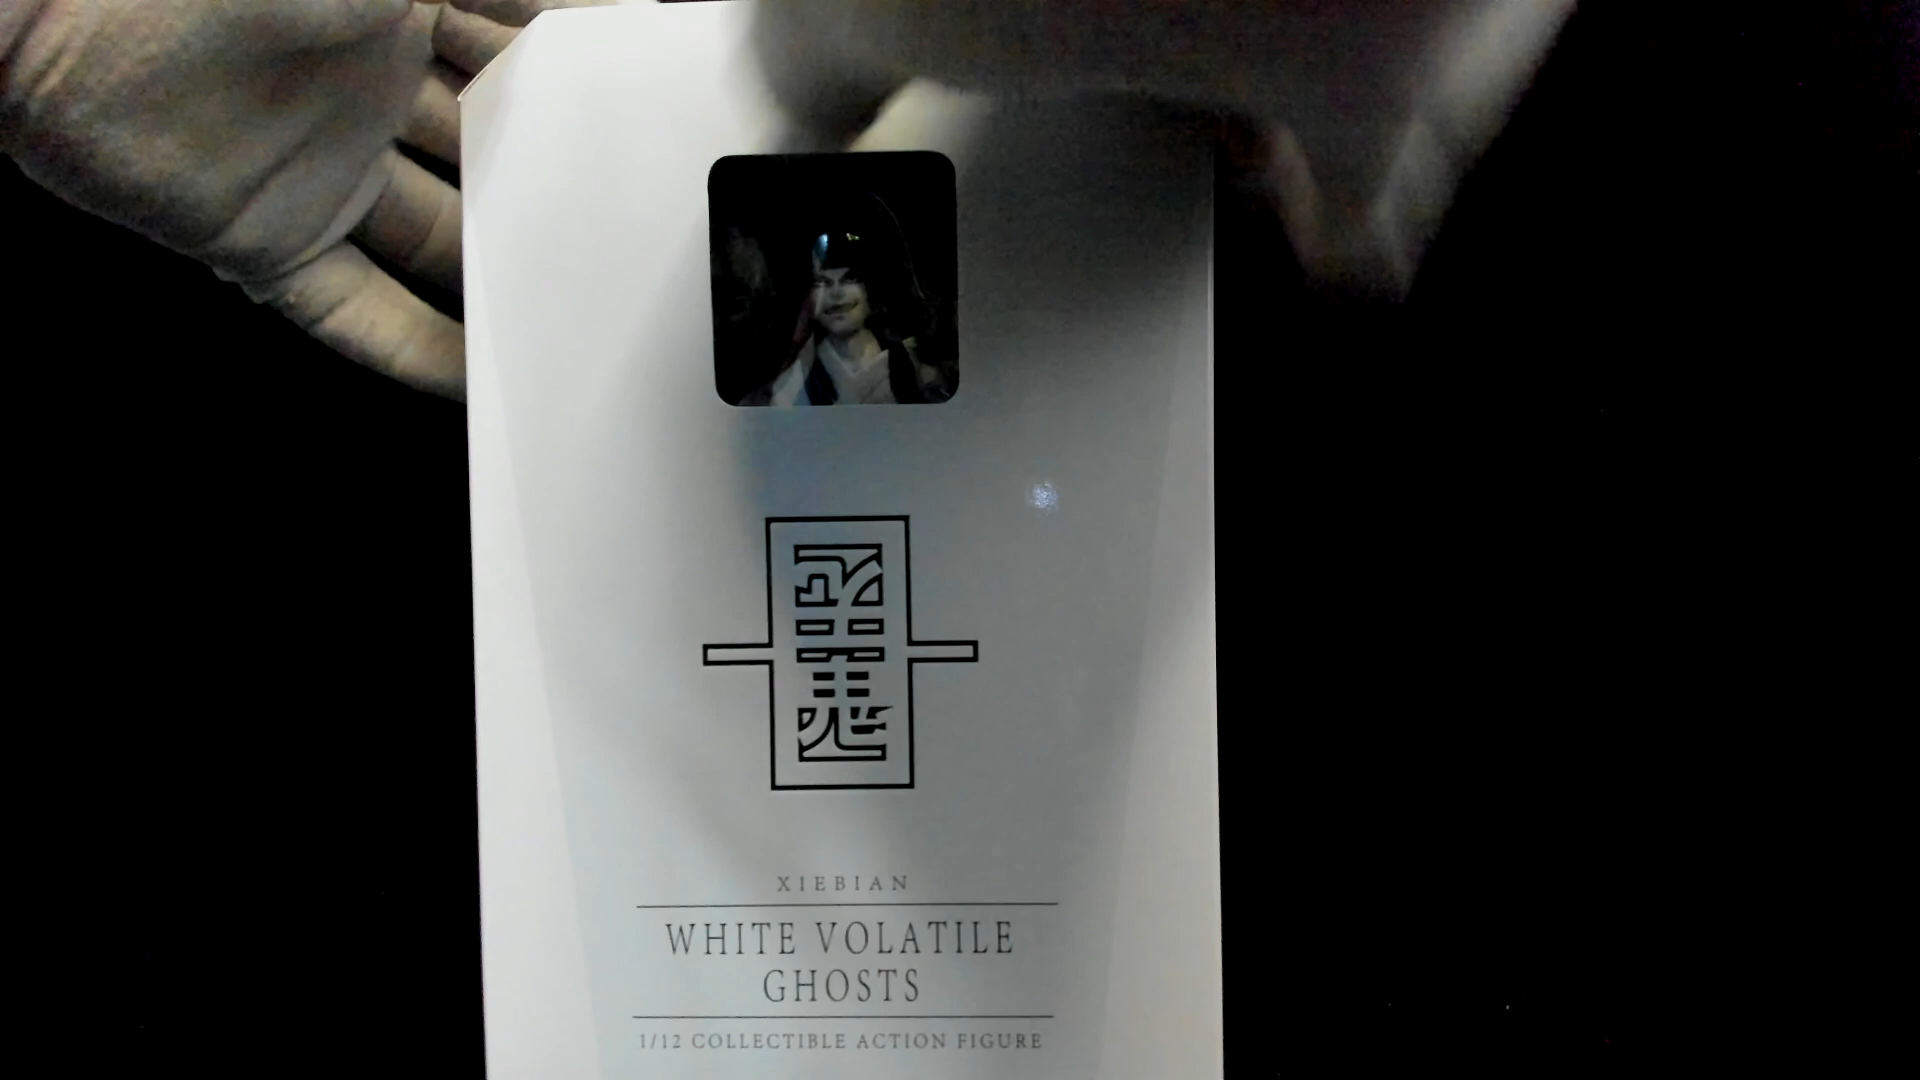 XIEBIAN
WHITE VOLATILE
GHOSTS
1/12 COLLECTIBLE ACTION FIGURE